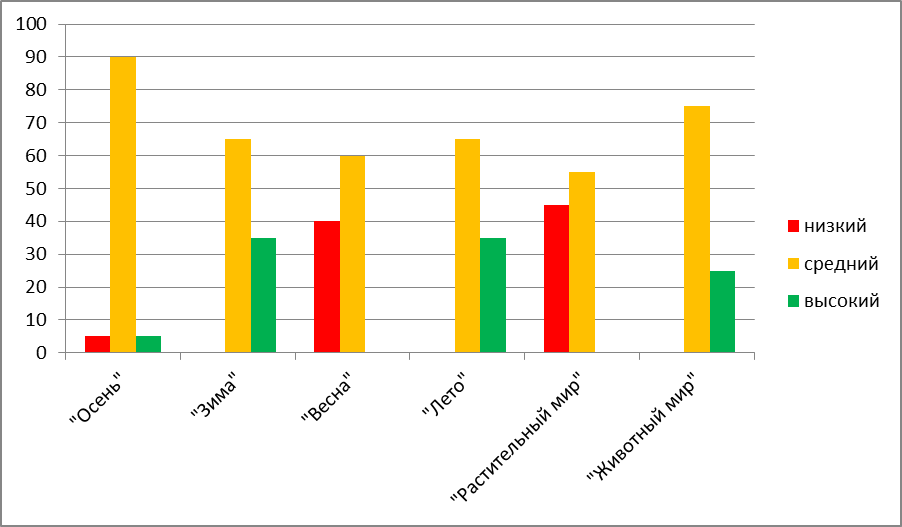 100
90
80
70
60
50
40
30
20
10
0
"Осень"
"Зима"
"Весна"
"Лето"
"Растительный мир"
"Животный мир"
низкий
средний
высокий